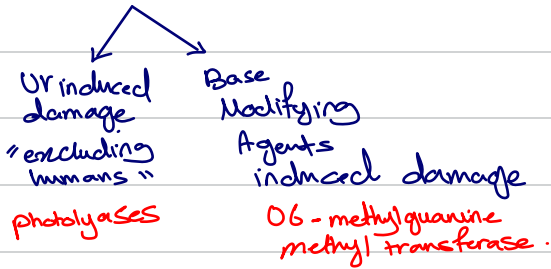 UV induced
damage
"excluding
humans"
photolyases
Base
Modifying
Agents
induced damage
O6-methylguanine
methyl transferase.